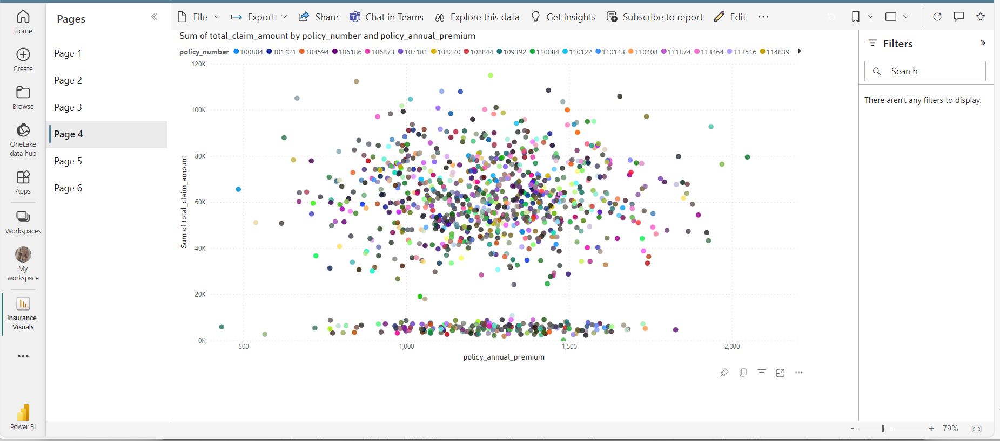 Home
Create
Browse
OneLake
data hub
Apps
Workspaces
My
workspace
Insurance-
Visuals
Power BI
Pages
Page 1
Page 2
Page 3
Page 4
Page 5
Page 6
File
Export
Share
Chat in Teams
Explore this data
Get insights
Subscribe to report
Edit
Sum of total_claim_amount by policy_number and policy_annual_premium
policy_number 100804 101421 104594 106186 106873 107181 108270 108844 109392 110084 110122 110143 110408 111874 113464 113516 114839
Sum of total_claim_amount
120K
100K
80K
60K
40K
20K
0K
500 1,000 1,500 2,000
policy_annual_premium
Filters
Search
There aren't any filters to display.
- + 79%